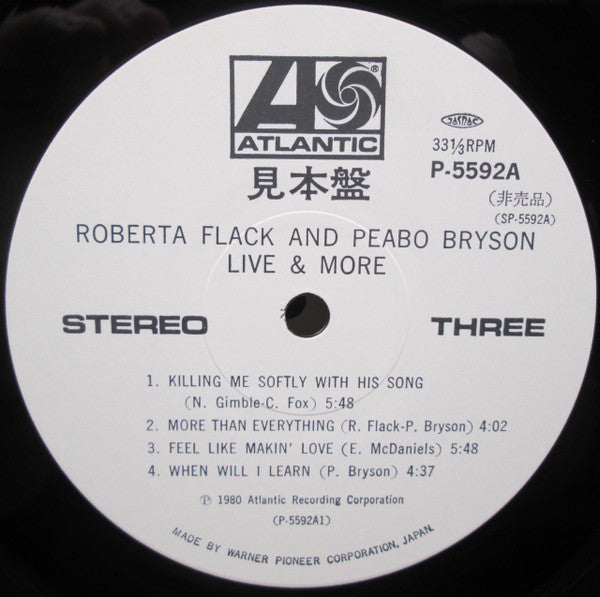 ATLANTIC
®
見本盤
JASRAC
33⅓RPM
P-5592A
(非売品)
(SP-5592A)
ROBERTA FLACK AND PEABO BRYSON
LIVE & MORE
STEREO
THREE
1. KILLING ME SOFTLY WITH HIS SONG
(N. Gimble-C. Fox) 5:48
2. MORE THAN EVERYTHING (R. Flack-P. Bryson) 4:02
3. FEEL LIKE MAKIN' LOVE (E. McDaniels) 5:48
4. WHEN WILL I LEARN (P. Bryson) 4:37
Ⓟ 1980 Atlantic Recording Corporation
(P-5592A1)
MADE BY WARNER PIONEER CORPORATION, JAPAN.